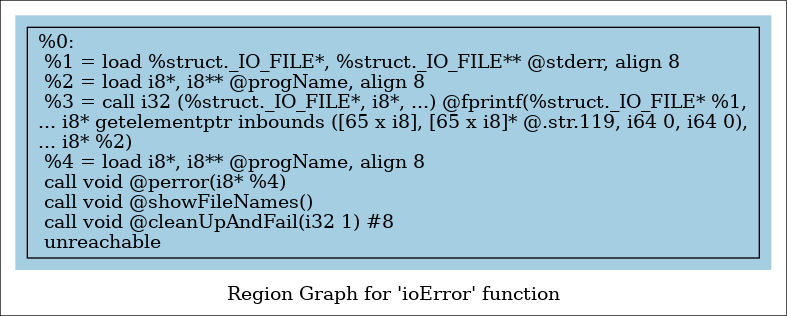 %0:
%1 = load %struct._IO_FILE*, %struct._IO_FILE** @stderr, align 8
%2 = load i8*, i8** @progName, align 8
%3 = call i32 (%struct._IO_FILE*, i8*, ...) @fprintf(%struct._IO_FILE* %1,
... i8* getelementptr inbounds ([65 x i8], [65 x i8]* @.str.119, i64 0, i64 0),
... i8* %2)
%4 = load i8*, i8** @progName, align 8
call void @perror(i8* %4)
call void @showFileNames()
call void @cleanUpAndFail(i32 1) #8
unreachable
Region Graph for 'ioError' function